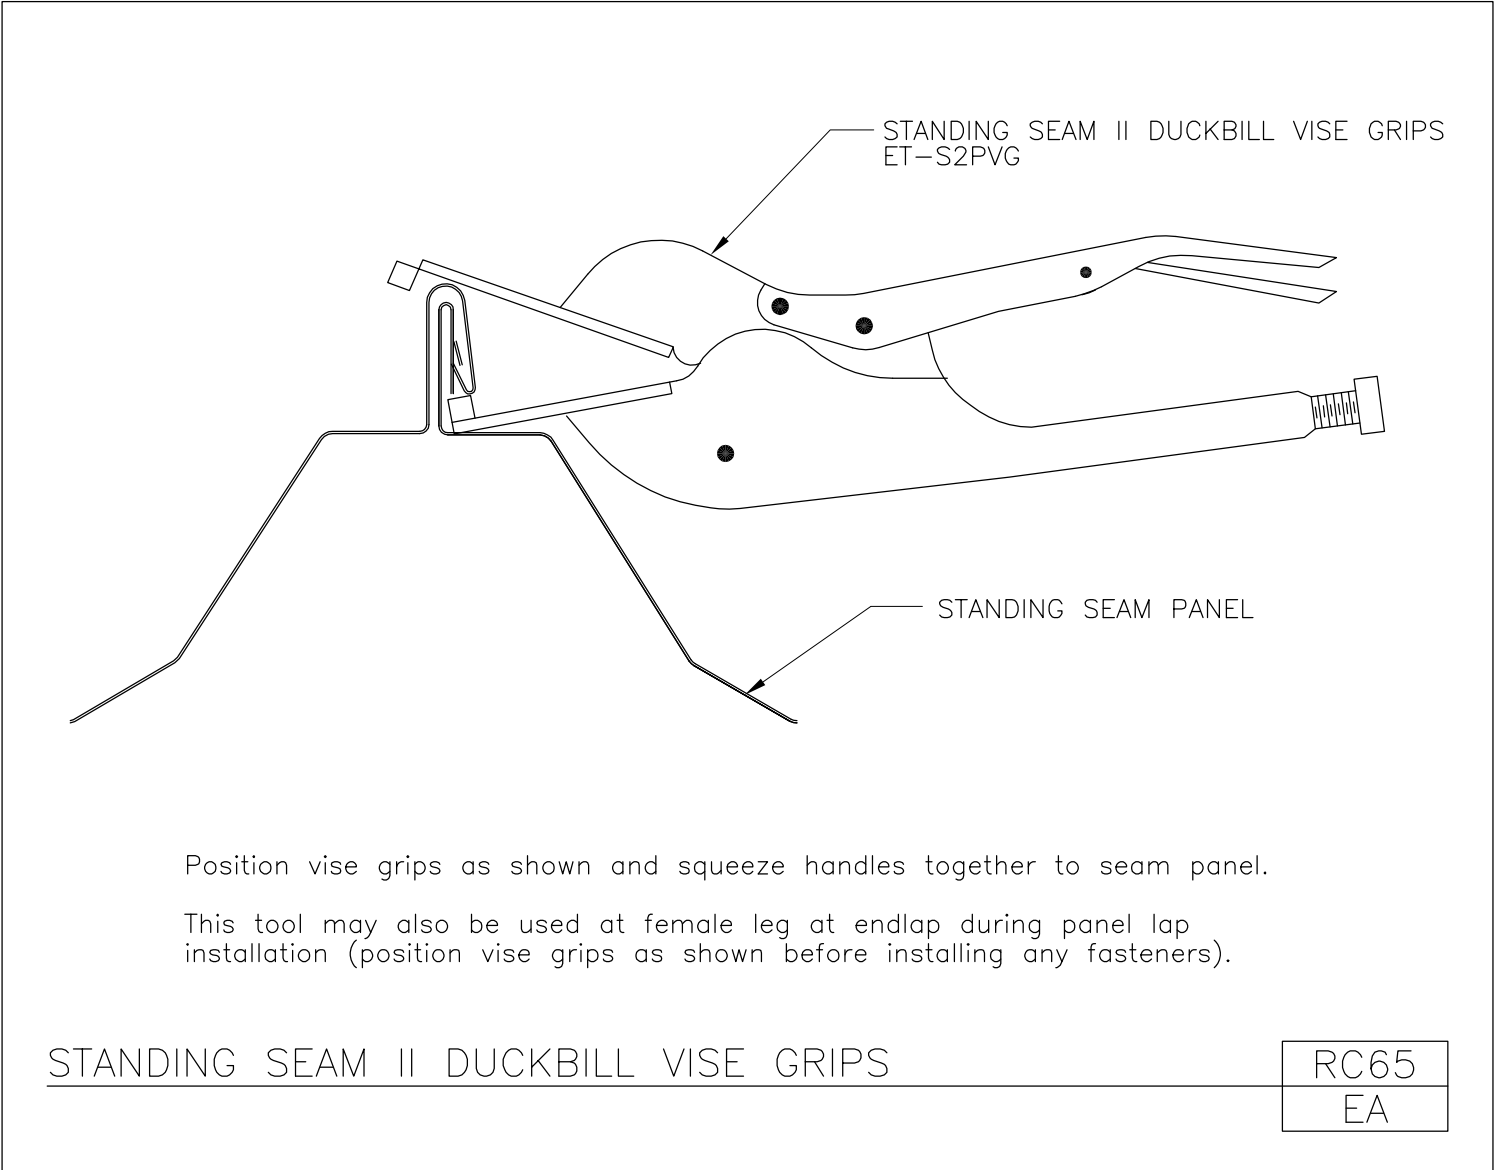 STANDING SEAM II DUCKBILL VISE GRIPS
ET-S2PVG
STANDING SEAM PANEL
Position vise grips as shown and squeeze handles together to seam panel.
This tool may also be used at female leg at endlap during panel lap
installation (position vise grips as shown before installing any fasteners).
STANDING SEAM II DUCKBILL VISE GRIPS
RC65
EA